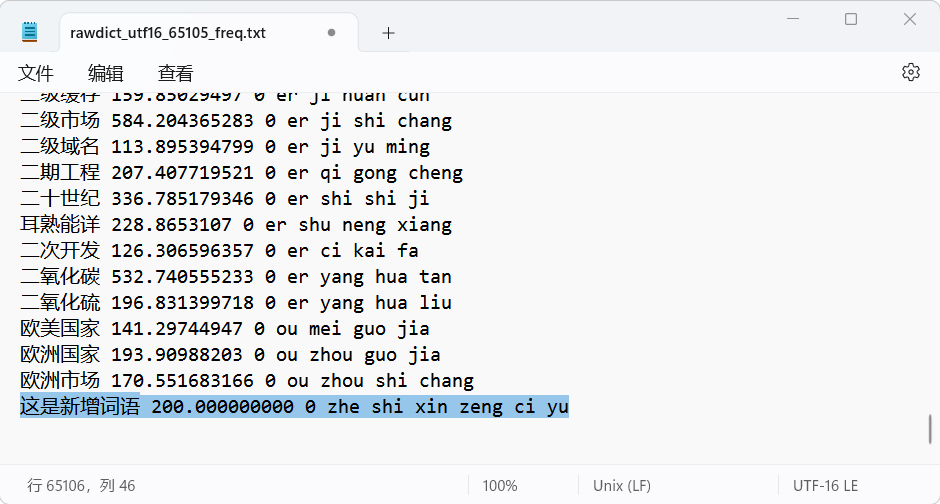 rawdict_utf16_65105_freq.txt
文件 编辑 查看
二级缓存 159.85029497 0 er ji huan cun
二级市场 584.204365283 0 er ji shi chang
二级域名 113.895394799 0 er ji yu ming
二期工程 207.407719521 0 er qi gong cheng
二十世纪 336.785179346 0 er shi shi ji
耳熟能详 228.8653107 0 er shu neng xiang
二次开发 126.306596357 0 er ci kai fa
二氧化碳 532.740555233 0 er yang hua tan
二氧化硫 196.831399718 0 er yang hua liu
欧美国家 141.29744947 0 ou mei guo jia
欧洲国家 193.90988203 0 ou zhou guo jia
欧洲市场 170.551683166 0 ou zhou shi chang
这是新增词语 200.000000000 0 zhe shi xin zeng ci yu
行 65106，列 46 100% Unix (LF) UTF-16 LE